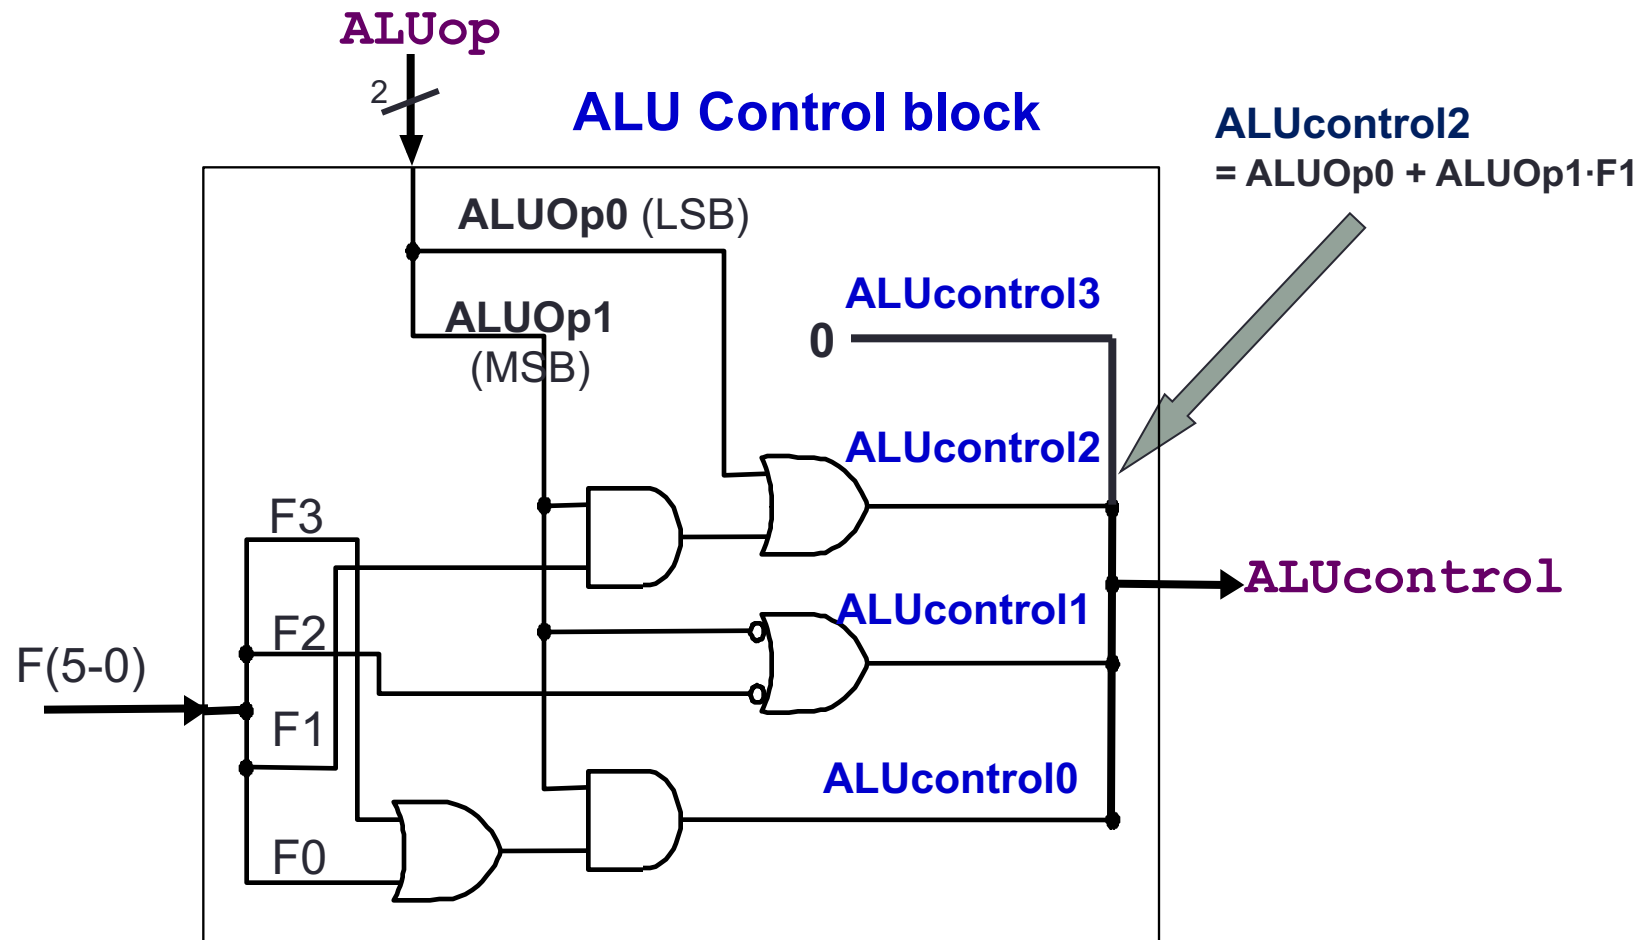 ALUop
2
ALU Control block
ALUcontrol2
= ALUOp0 + ALUOp1·F1
ALUOp0 (LSB)
ALUcontrol3
ALUOp1
(MSB)
0
ALUcontrol2
F3
ALUcontrol
ALUcontrol1
F2
F(5-0)
F1
ALUcontrol0
F0